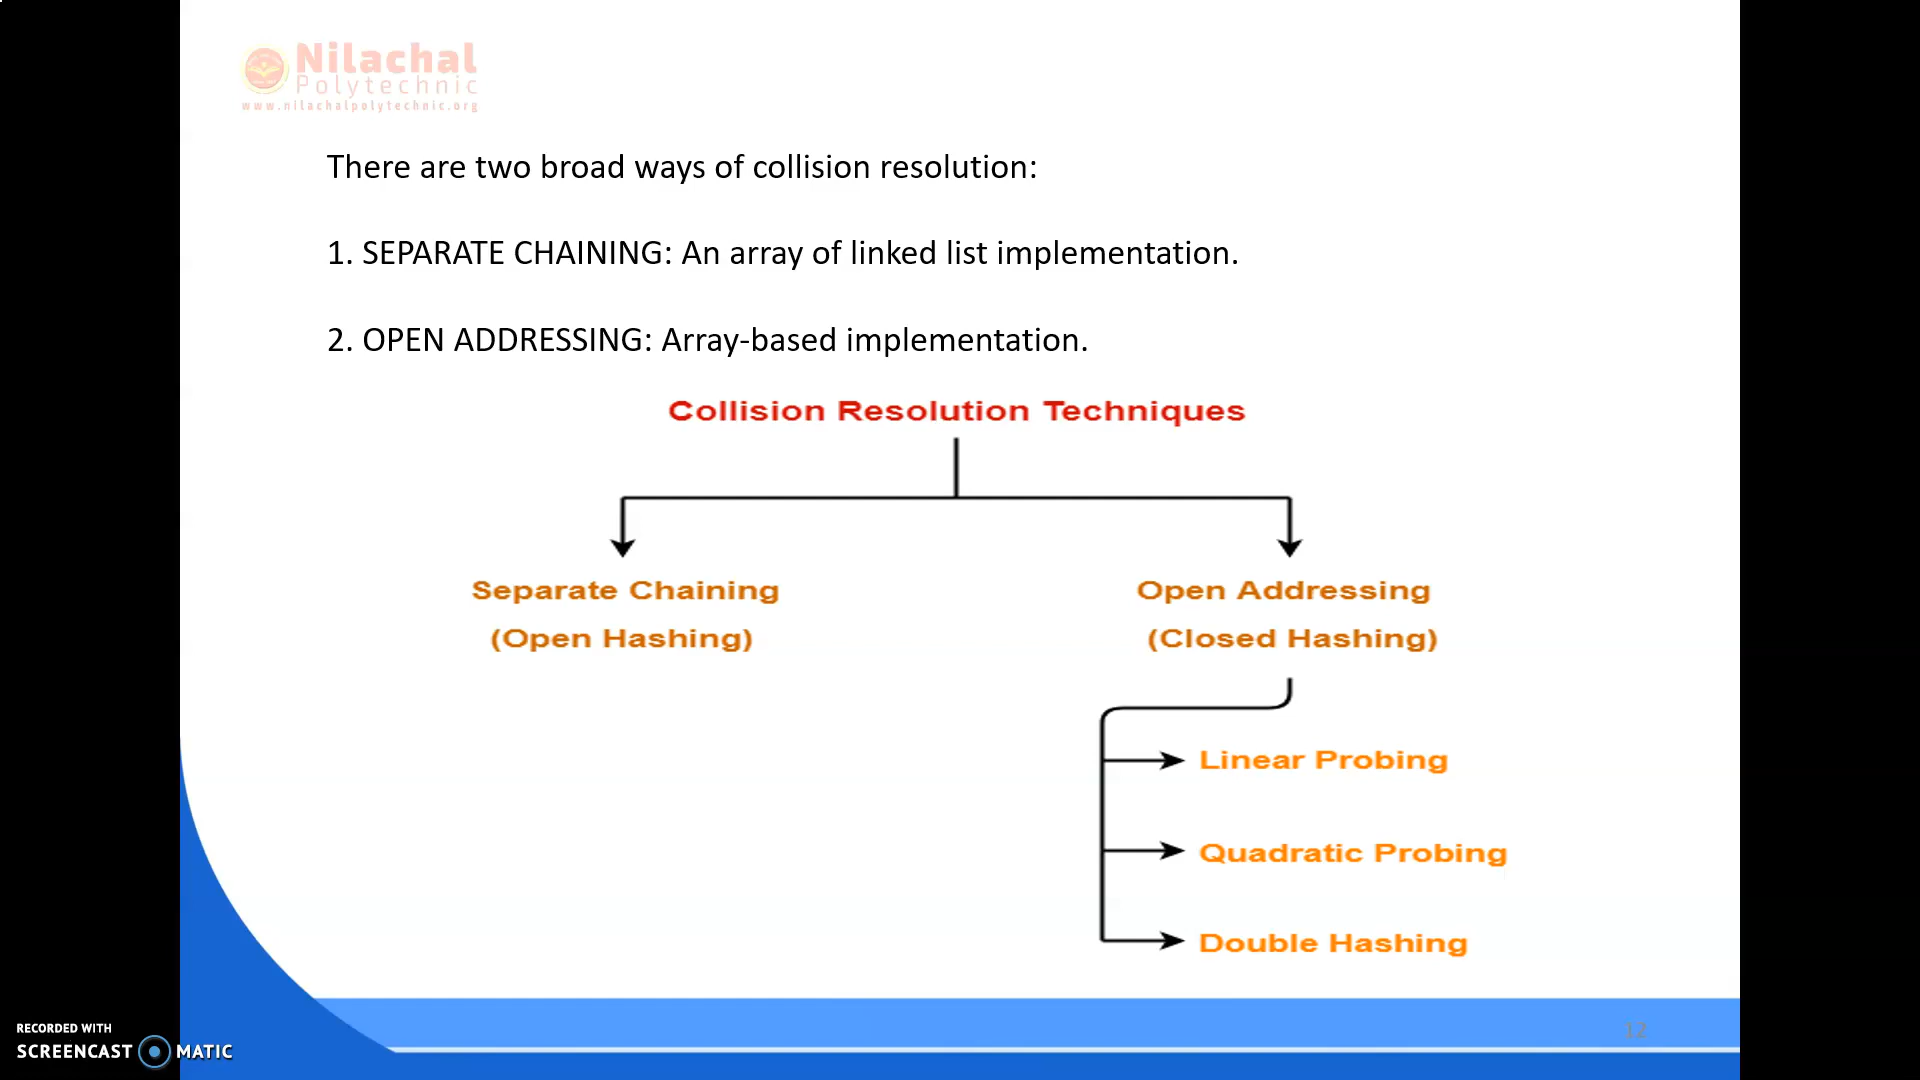 Nilachal
Polytechnic
www.nilachalpolytechnic.org
There are two broad ways of collision resolution:
1. SEPARATE CHAINING: An array of linked list implementation.
2. OPEN ADDRESSING: Array-based implementation.
Collision Resolution Techniques
Separate Chaining
(Open Hashing)
Open Addressing
(Closed Hashing)
Linear Probing
Quadratic Probing
Double Hashing
12
RECORDED WITH
SCREENCAST MATIC